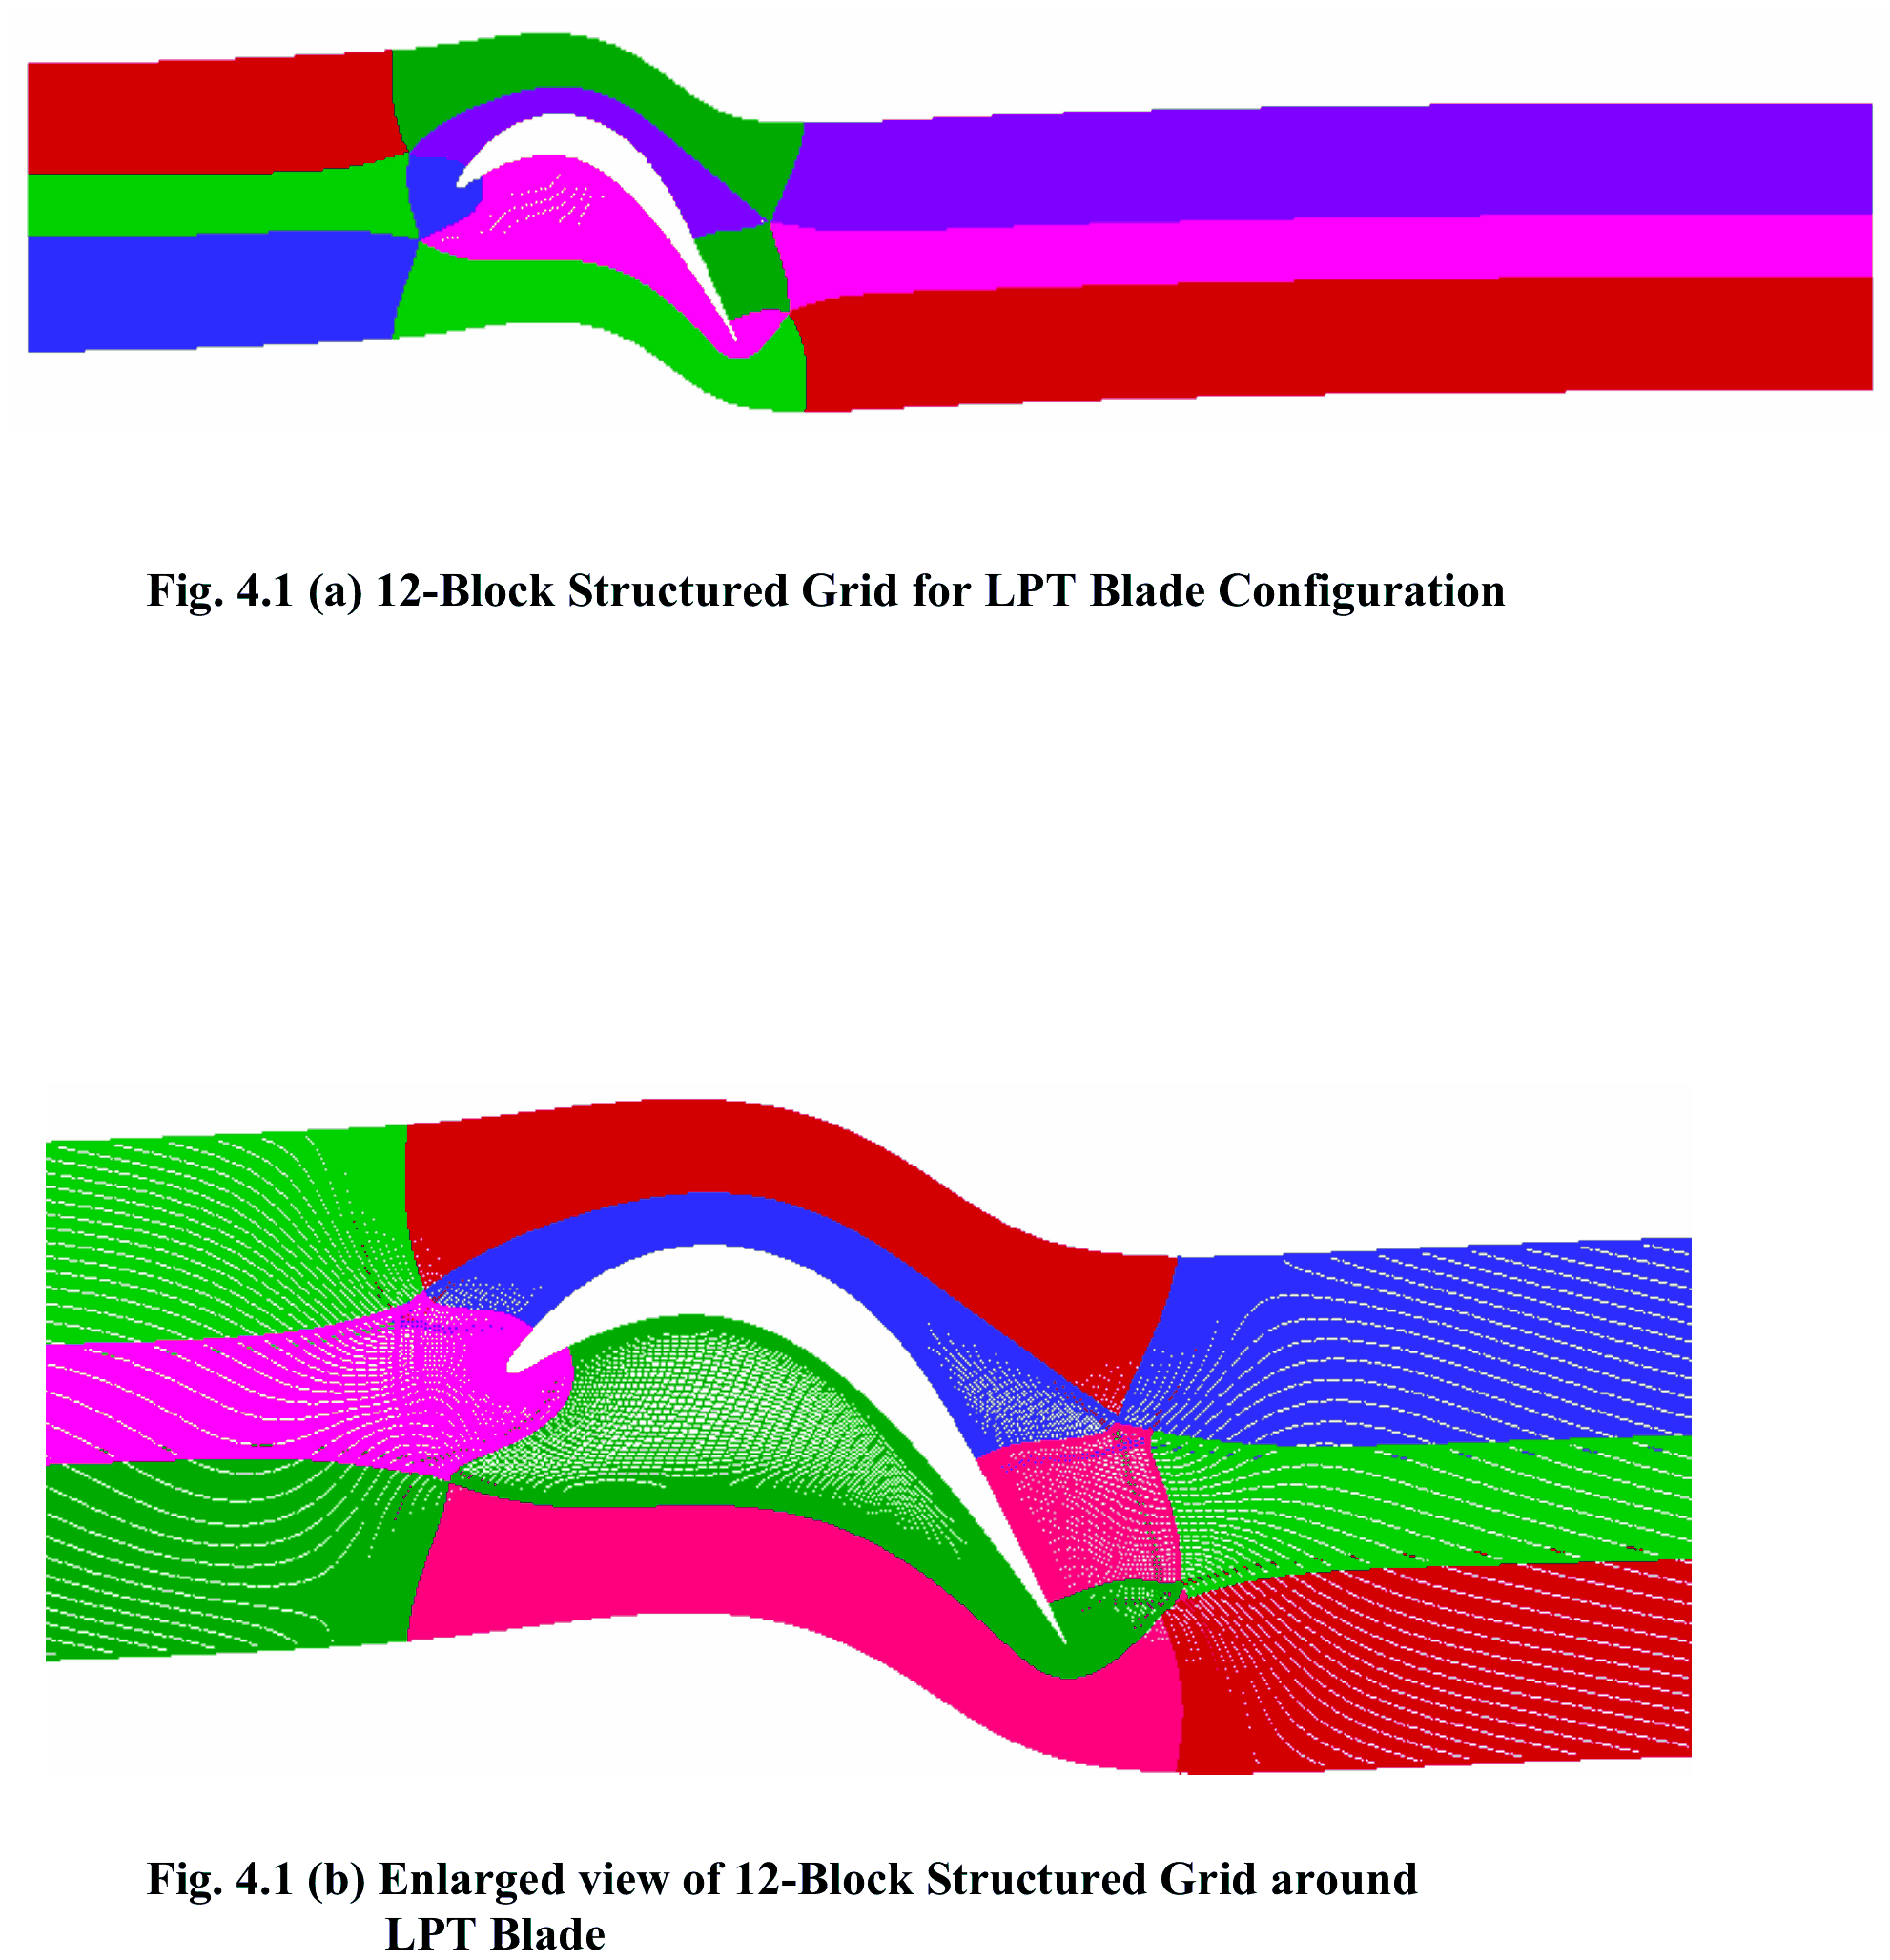 Fig. 4.1 (a) 12-Block Structured Grid for LPT Blade Configuration
Fig. 4.1 (b) Enlarged view of 12-Block Structured Grid around
LPT Blade